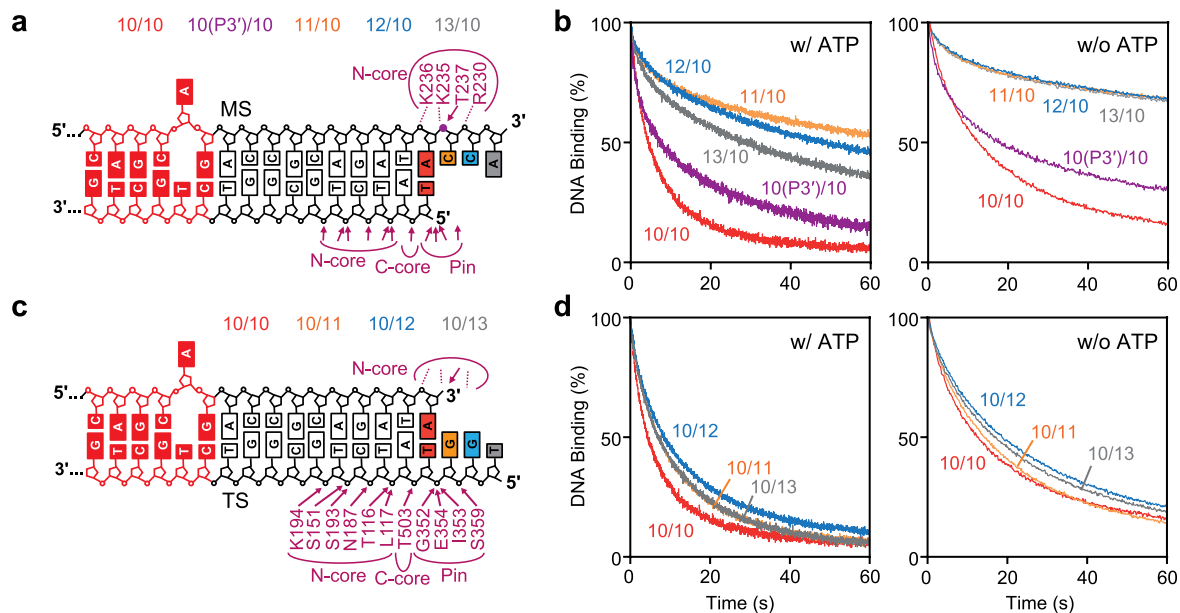 a
10/10 10(P3′)/10 11/10 12/10 13/10
N-core
K236 K235 T237 R230
A
MS
5' 3'
C A G C G A C G C T A G A T A C C A
G T C G T C T G C G A T C T A T
3' 5'
N-core C-core Pin
b
DNA Binding (%)
100
50
0
w/ ATP
12/10
11/10
13/10
10(P3′)/10
10/10
0 20 40 60
100
50
0
w/o ATP
11/10
12/10
13/10
10(P3′)/10
10/10
0 20 40 60
c
10/10 10/11 10/12 10/13
N-core
A
5' 3'
C A G C G A C G C T A G A T A
G T C G T C T G C G A T C T A T G G T
3' 5'
TS
K194 S151 S193 N187 T116 L117 T503 G352 E354 I353 S359
N-core C-core Pin
d
DNA Binding (%)
100
50
0
w/ ATP
10/12
10/11
10/13
10/10
0 20 40 60
Time (s)
100
50
0
w/o ATP
10/12
10/11
10/13
10/10
0 20 40 60
Time (s)